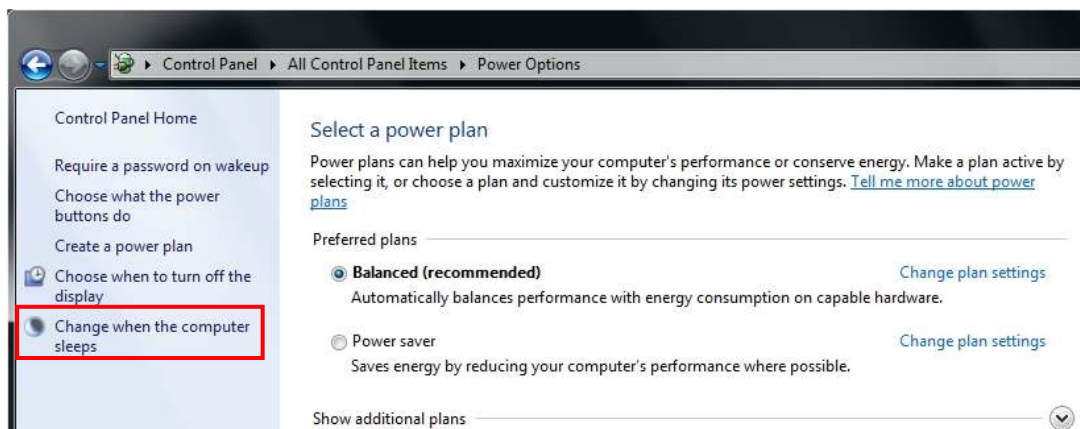 Control Panel ▸ All Control Panel Items ▸ Power Options
Control Panel Home
Require a password on wakeup
Choose what the power
buttons do
Create a power plan
Choose when to turn off the
display
Change when the computer
sleeps
Select a power plan
Power plans can help you maximize your computer's performance or conserve energy. Make a plan active by
selecting it, or choose a plan and customize it by changing its power settings. Tell me more about power
plans
Preferred plans
Balanced (recommended) Change plan settings
Automatically balances performance with energy consumption on capable hardware.
Power saver Change plan settings
Saves energy by reducing your computer's performance where possible.
Show additional plans